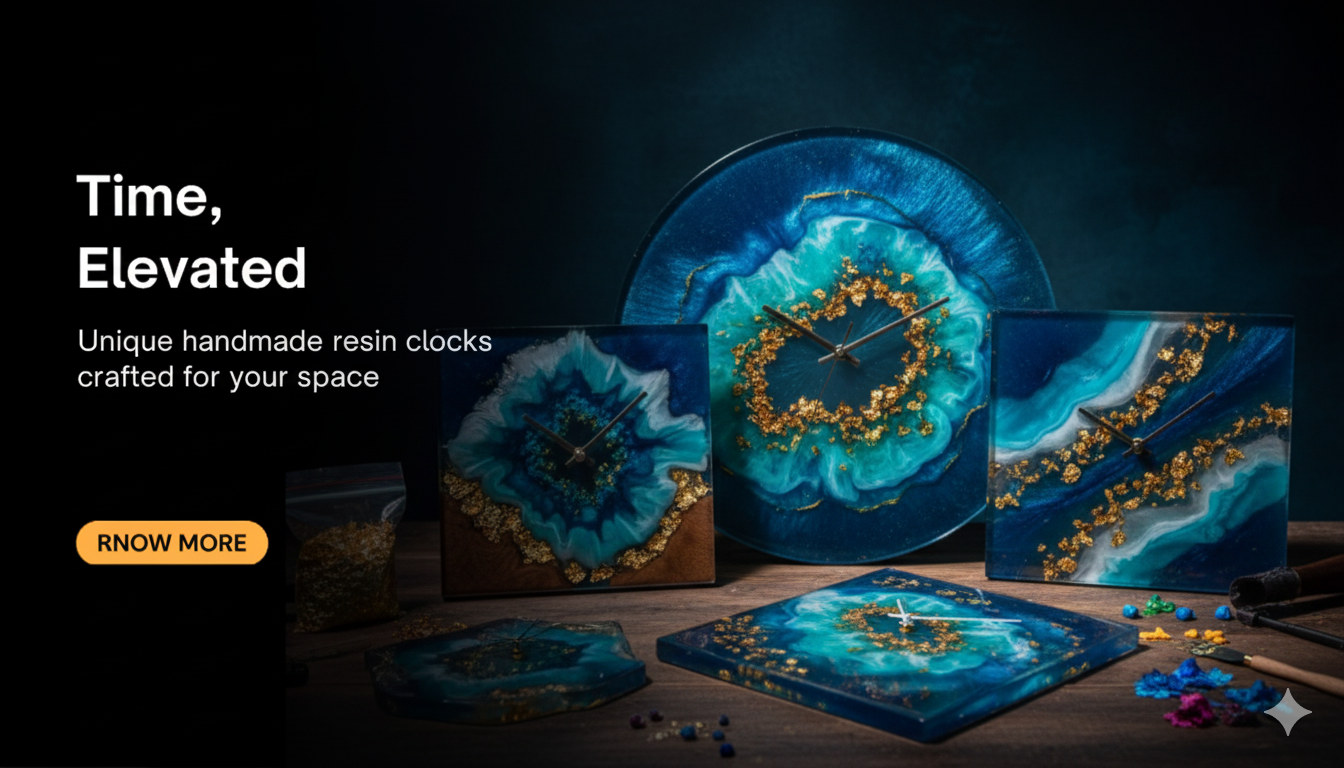 Time,
Elevated
Unique handmade resin clocks
crafted for your space
RNOW MORE